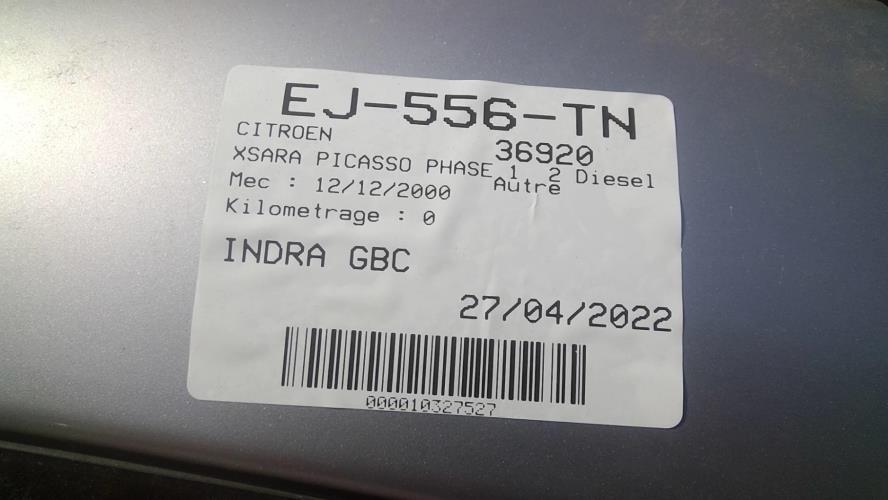 EJ-556-TN
CITROEN
36920
XSARA PICASSO PHASE 1 2 Diesel
Mec : 12/12/2000
Autre
Kilometrage : 0
INDRA GBC
27/04/2022
000010327527